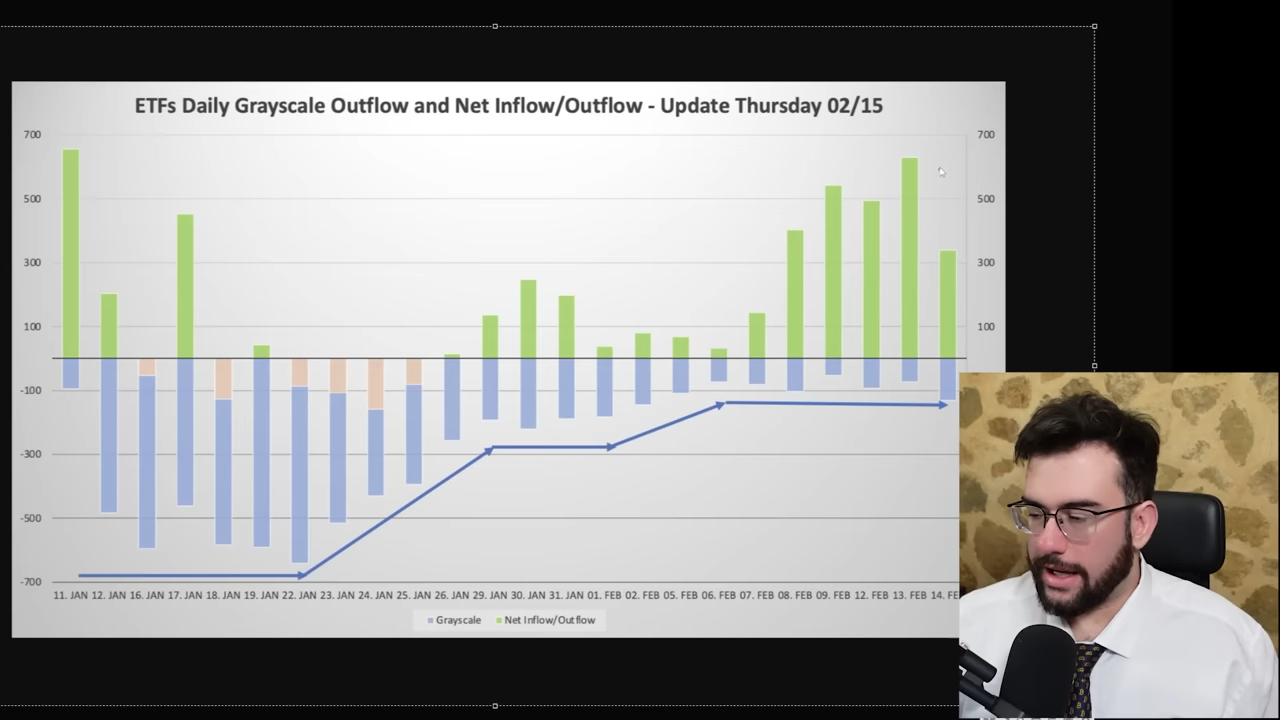 ETFs Daily Grayscale Outflow and Net Inflow/Outflow - Update Thursday 02/15
700 700
500 500
300 300
100 100
-100
-300
-500
-700
11. JAN 12. JAN 16. JAN 17. JAN 18. JAN 19. JAN 22. JAN 23. JAN 24. JAN 25. JAN 26. JAN 29. JAN 30. JAN 31. JAN 01. FEB 02. FEB 05. FEB 06. FEB 07. FEB 08. FEB 09. FEB 12. FEB 13. FEB 14.
Grayscale Net Inflow/Outflow